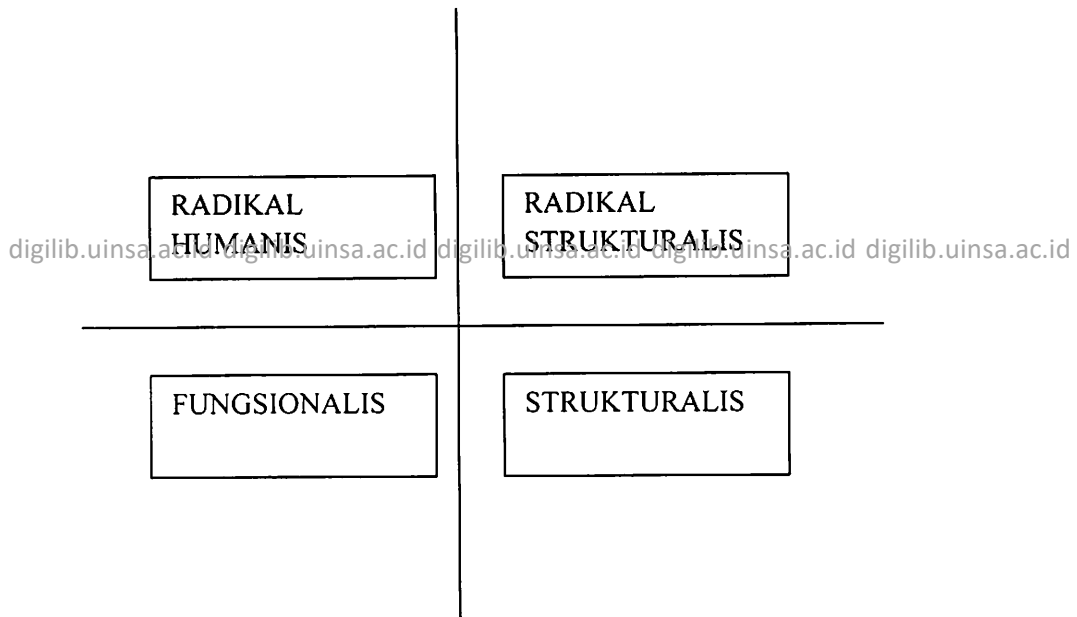 RADIKAL
HUMANIS
RADIKAL
STRUKTURALIS
digilib.uinsa.ac.id digilib.uinsa.ac.id digilib.uinsa.ac.id digilib.uinsa.ac.id digilib.uinsa.ac.id
FUNGSIONALIS
STRUKTURALIS